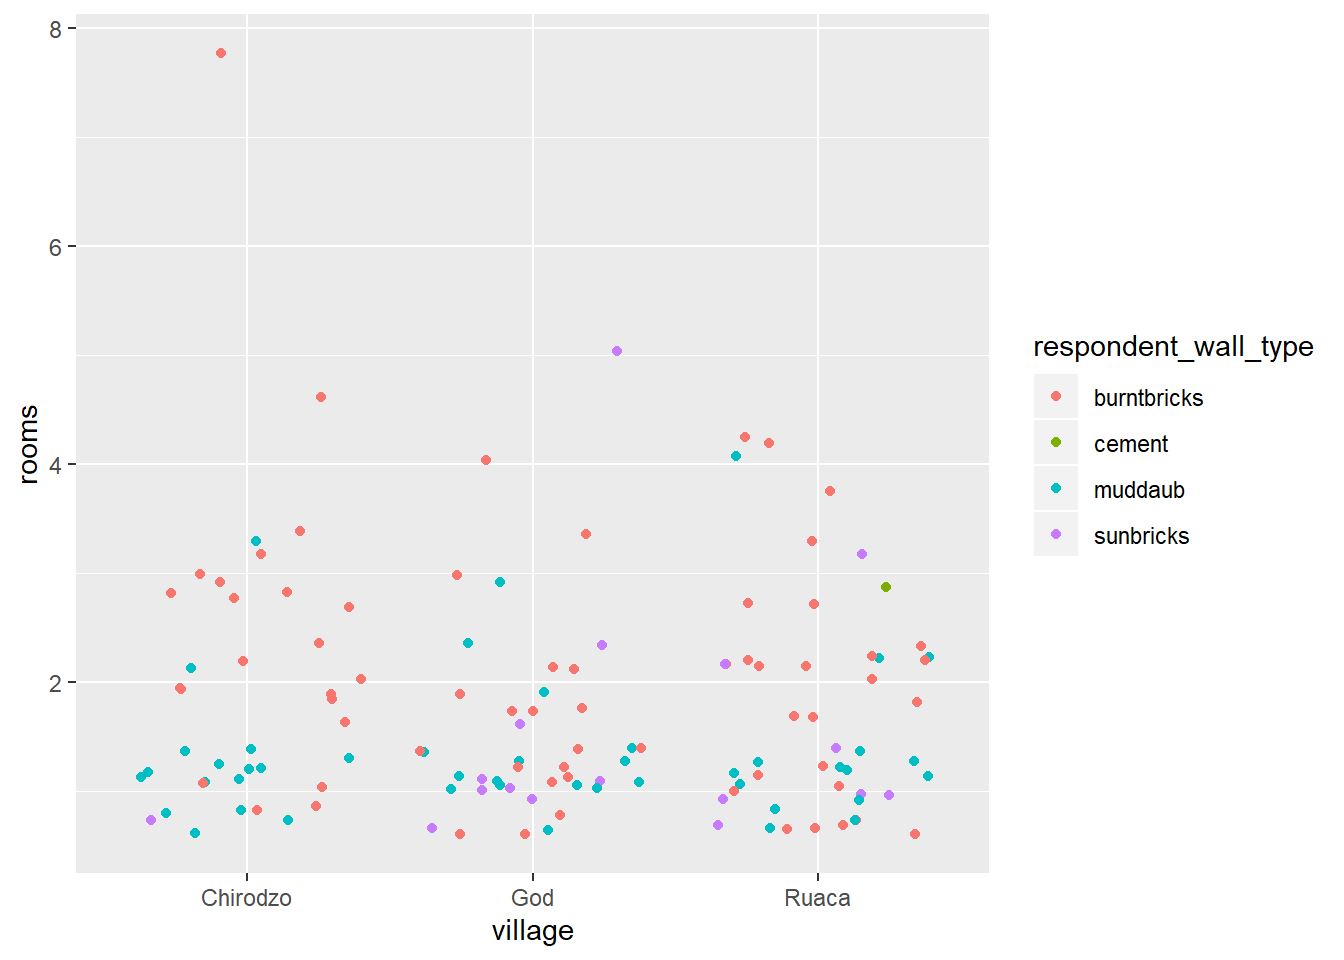 8
6
4
2
rooms
Chirodzo God Ruaca
village
respondent_wall_type
burntbricks
cement
muddaub
sunbricks